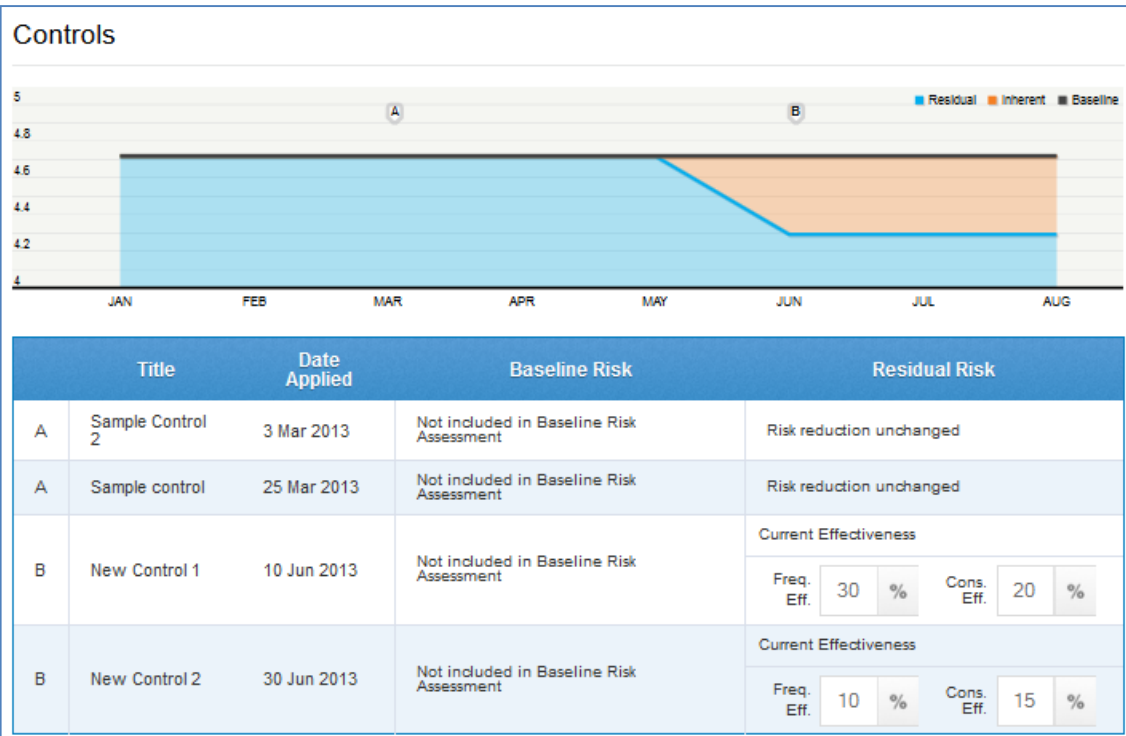 Controls
5
A
B
Residual Inherent Baseline
4.8
4.6
4.4
4.2
4
JAN FEB MAR APR MAY JUN JUL AUG
Title Date Applied Baseline Risk Residual Risk
A Sample Control 2 3 Mar 2013 Not included in Baseline Risk Assessment Risk reduction unchanged
A Sample control 25 Mar 2013 Not included in Baseline Risk Assessment Risk reduction unchanged
B New Control 1 10 Jun 2013 Not included in Baseline Risk Assessment
Current Effectiveness
Freq. Eff. 30 % Cons. Eff. 20 %
B New Control 2 30 Jun 2013 Not included in Baseline Risk Assessment
Current Effectiveness
Freq. Eff. 10 % Cons. Eff. 15 %